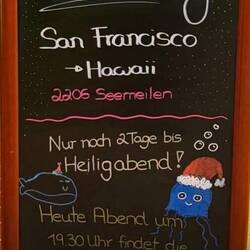 San Francisco
→ Hawaii
2206 Seemeilen
Nur noch 2 Tage bis
Heiligabend!
Heute Abend um
19.30 Uhr findet die